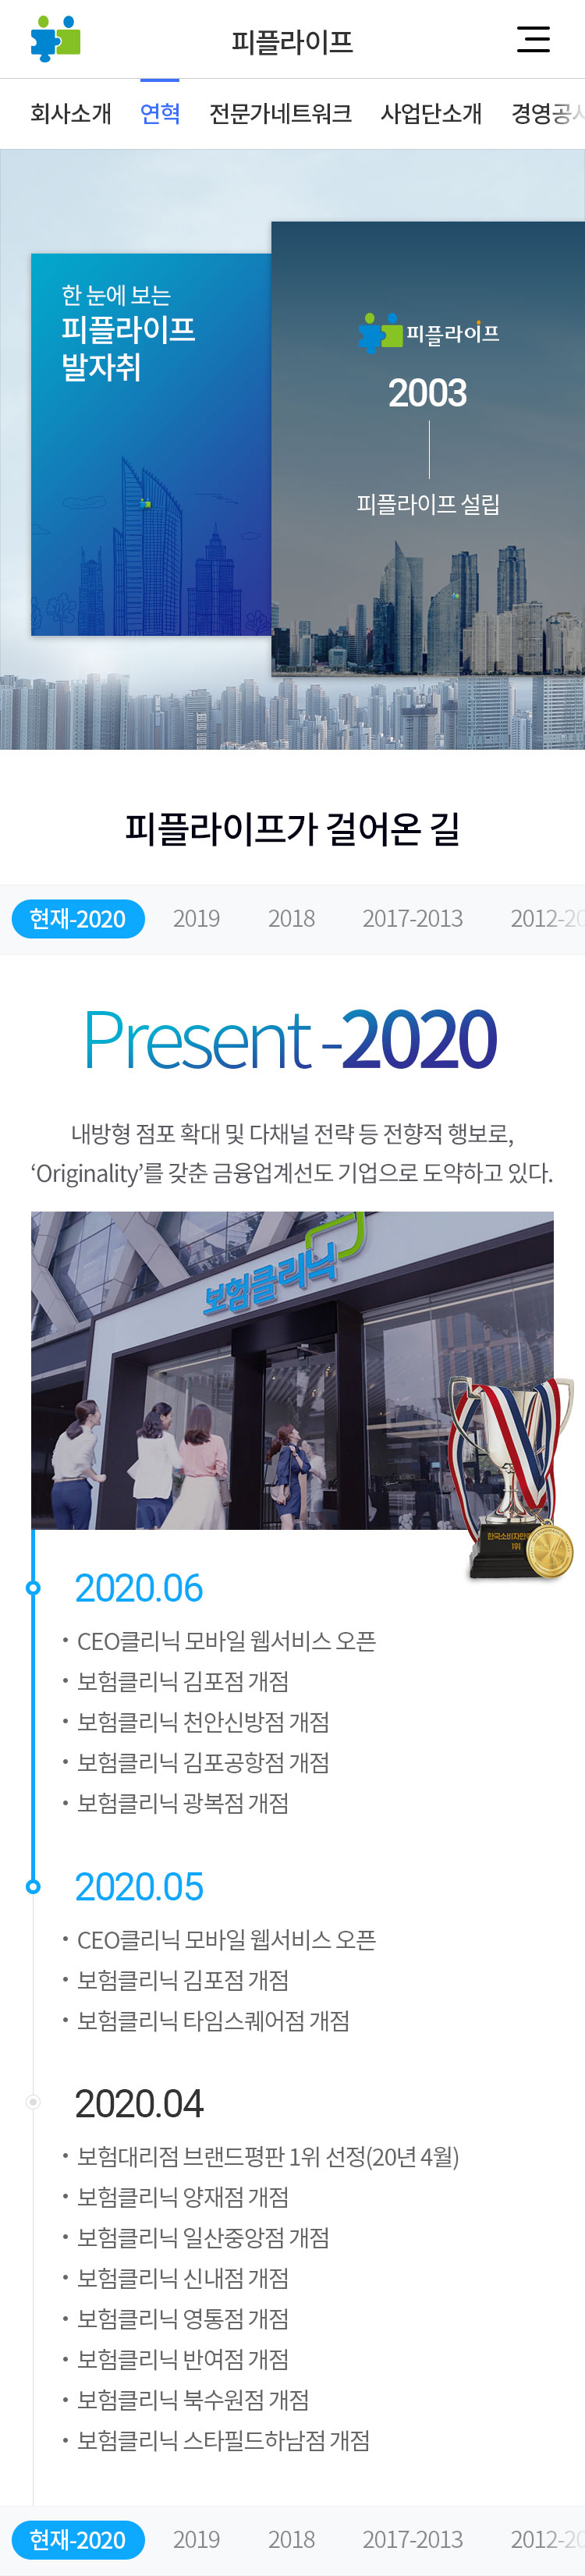 피플라이프
회사소개 연혁 전문가네트워크 사업단소개 경영공
한 눈에 보는
피플라이프
발자취
피플라이프
2003
피플라이프 설립
피플라이프가 걸어온 길
현재-2020 2019 2018 2017-2013 2012-20
Present -2020
내방형 점포 확대 및 다채널 전략 등 전향적 행보로,
‘Originality’를 갖춘 금융업계선도 기업으로 도약하고 있다.
보험클리닉
한국소비자만족
1위
2020.06
• CEO클리닉 모바일 웹서비스 오픈
• 보험클리닉 김포점 개점
• 보험클리닉 천안신방점 개점
• 보험클리닉 김포공항점 개점
• 보험클리닉 광복점 개점
2020.05
• CEO클리닉 모바일 웹서비스 오픈
• 보험클리닉 김포점 개점
• 보험클리닉 타임스퀘어점 개점
2020.04
• 보험대리점 브랜드평판 1위 선정(20년 4월)
• 보험클리닉 양재점 개점
• 보험클리닉 일산중앙점 개점
• 보험클리닉 신내점 개점
• 보험클리닉 영통점 개점
• 보험클리닉 반여점 개점
• 보험클리닉 북수원점 개점
• 보험클리닉 스타필드하남점 개점
현재-2020 2019 2018 2017-2013 2012-20